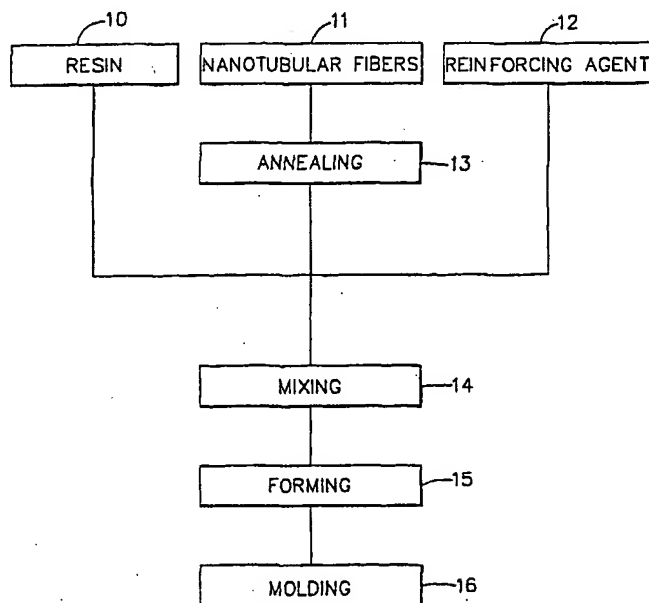 10
11
12
RESIN
NANOTUBULAR FIBERS
REINFORCING AGENT
ANNEALING
13
MIXING
14
FORMING
15
MOLDING
16